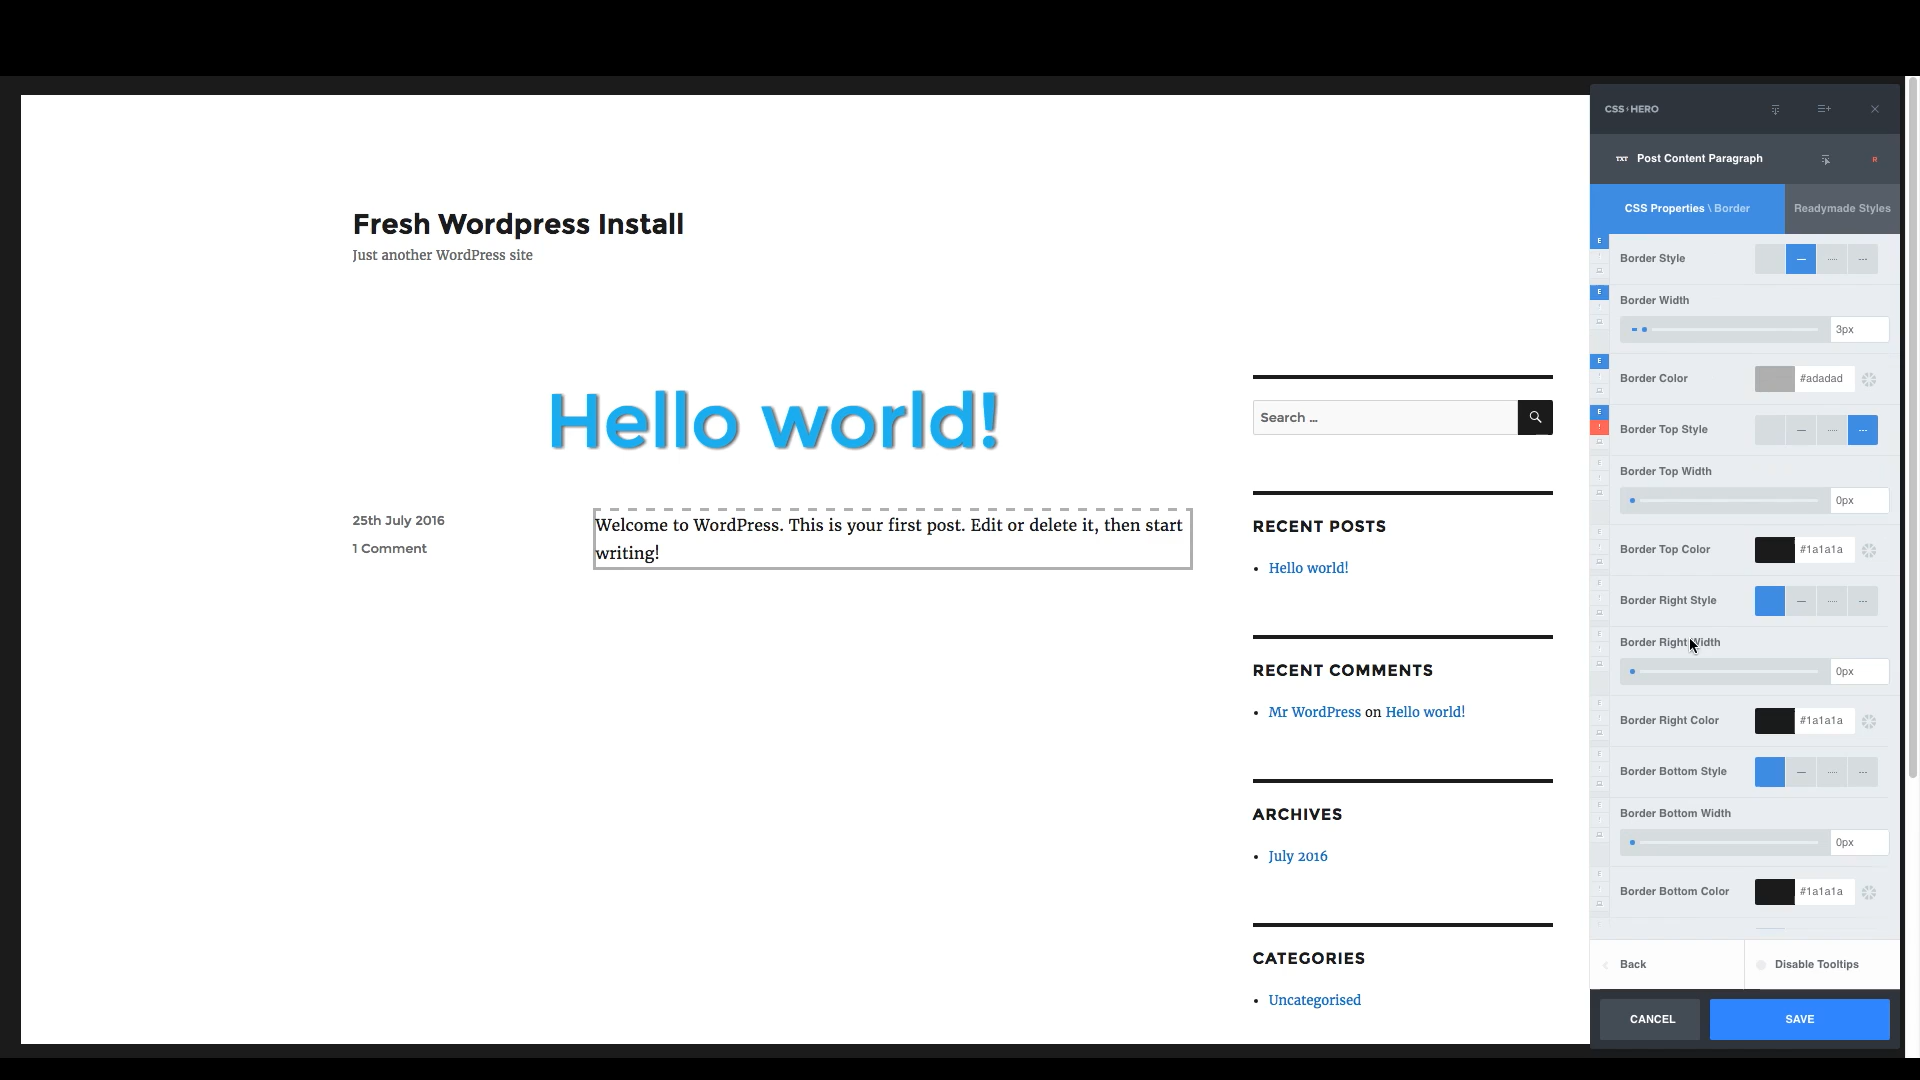 Fresh Wordpress Install
Just another WordPress site
Hello world!
25th July 2016
1 Comment
Welcome to WordPress. This is your first post. Edit or delete it, then start
writing!
Search ...
RECENT POSTS
Hello world!
RECENT COMMENTS
Mr WordPress on Hello world!
ARCHIVES
July 2016
CATEGORIES
Uncategorised
CSS HERO
TXT Post Content Paragraph R
CSS Properties \ Border Readymade Styles
Border Style
Border Width
3px
Border Color #adadad
Border Top Style
Border Top Width
0px
Border Top Color #1a1a1a
Border Right Style
Border Right Width
0px
Border Right Color #1a1a1a
Border Bottom Style
Border Bottom Width
0px
Border Bottom Color #1a1a1a
Back Disable Tooltips
CANCEL SAVE